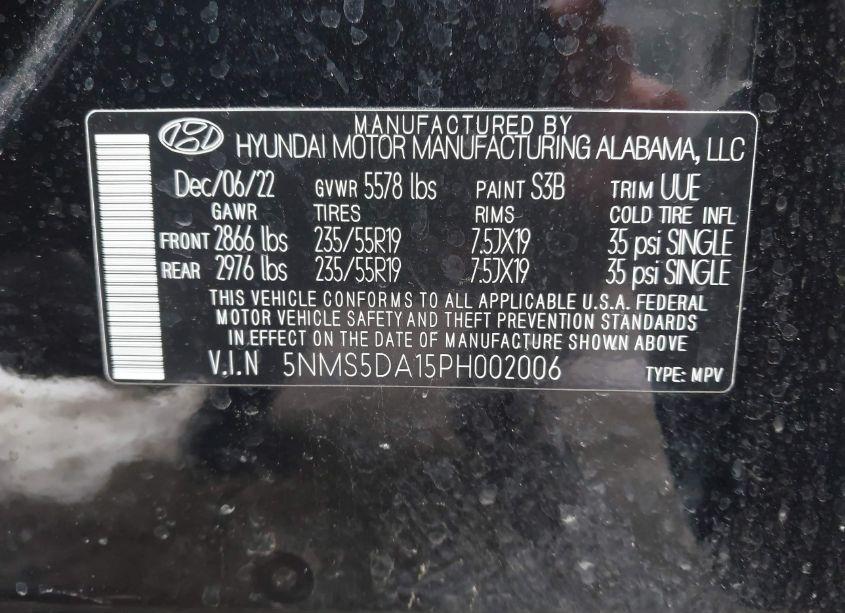 MANUFACTURED BY
HYUNDAI MOTOR MANUFACTURING ALABAMA, LLC
Dec/06/22 GVWR 5578 lbs PAINT S3B TRIM UUE
GAWR TIRES RIMS COLD TIRE INFL
FRONT 2866 lbs 235/55R19 7.5JX19 35 psi SINGLE
REAR 2976 lbs 235/55R19 7.5JX19 35 psi SINGLE
THIS VEHICLE CONFORMS TO ALL APPLICABLE U.S.A. FEDERAL
MOTOR VEHICLE SAFETY AND THEFT PREVENTION STANDARDS
IN EFFECT ON THE DATE OF MANUFACTURE SHOWN ABOVE
V.I.N 5NMS5DA15PH002006 TYPE: MPV